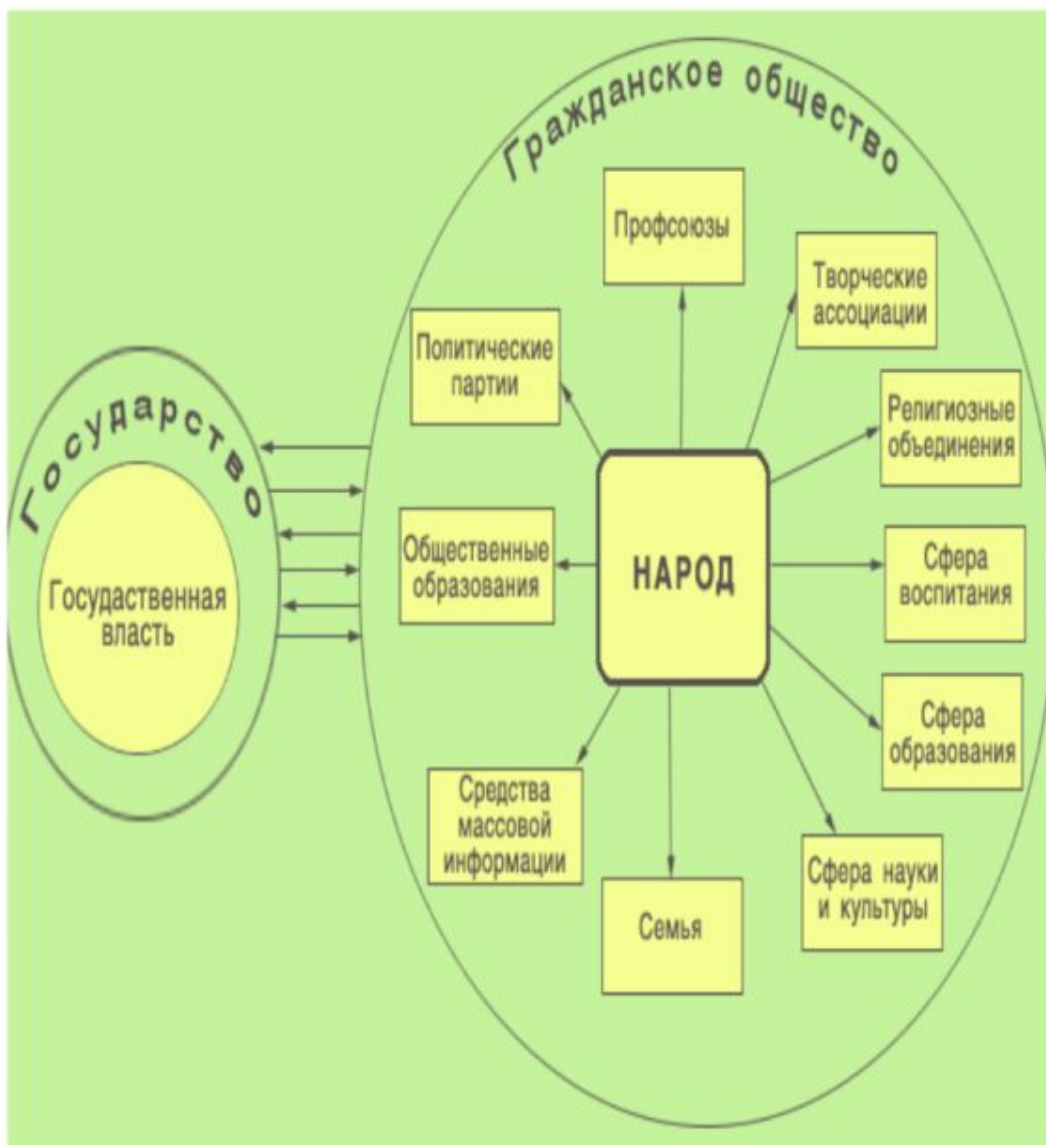 Гражданское общество
Профсоюзы
Творческие
ассоциации
Политические
партии
Религиозные
объединения
Государство
Государственная
власть
Общественные
образования
НАРОД
Сфера
воспитания
Сфера
образования
Средства
массовой
информации
Семья
Сфера науки
и культуры